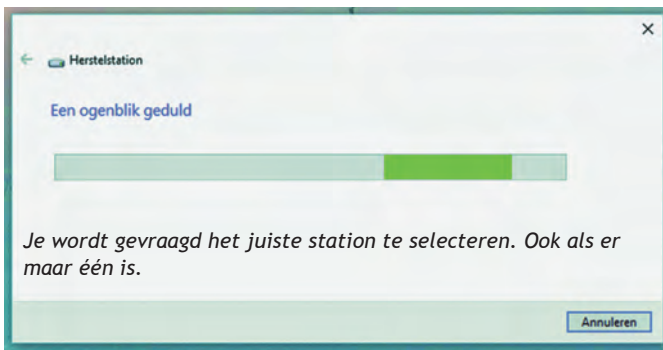 Herstelstation
Een ogenblik geduld
Je wordt gevraagd het juiste station te selecteren. Ook als er
maar één is.
Annuleren